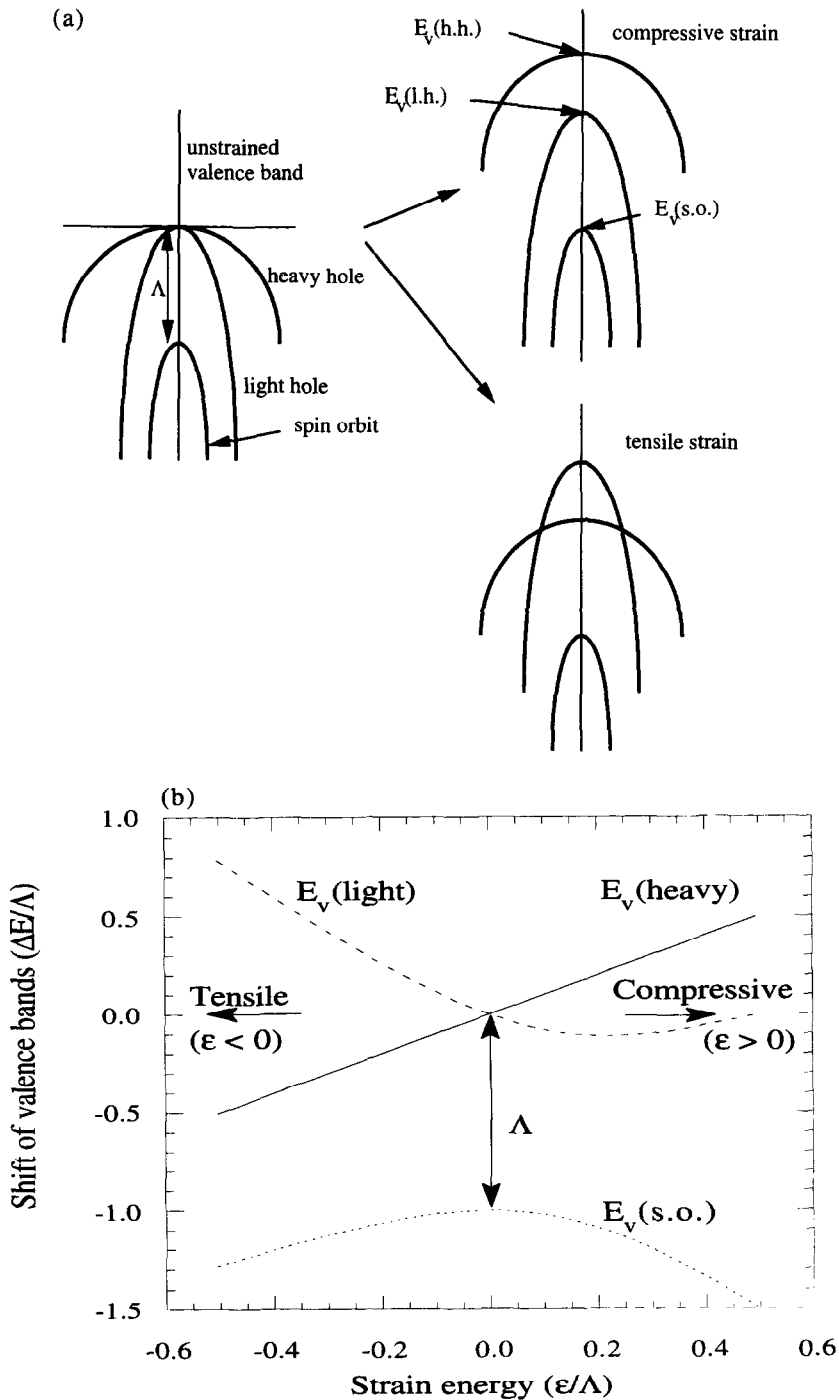 (a)
E_v(h.h.)
compressive strain
E_v(l.h.)
unstrained
valence band
E_v(s.o.)
Λ
heavy hole
light hole
spin orbit
tensile strain
(b)
1.0
0.5
0.0
-0.5
-1.0
-1.5
Shift of valence bands (ΔE/Λ)
E_v(light)
E_v(heavy)
Tensile
(ε < 0)
Compressive
(ε > 0)
Λ
E_v(s.o.)
-0.6 -0.4 -0.2 0.0 0.2 0.4 0.6
Strain energy (ε/Λ)